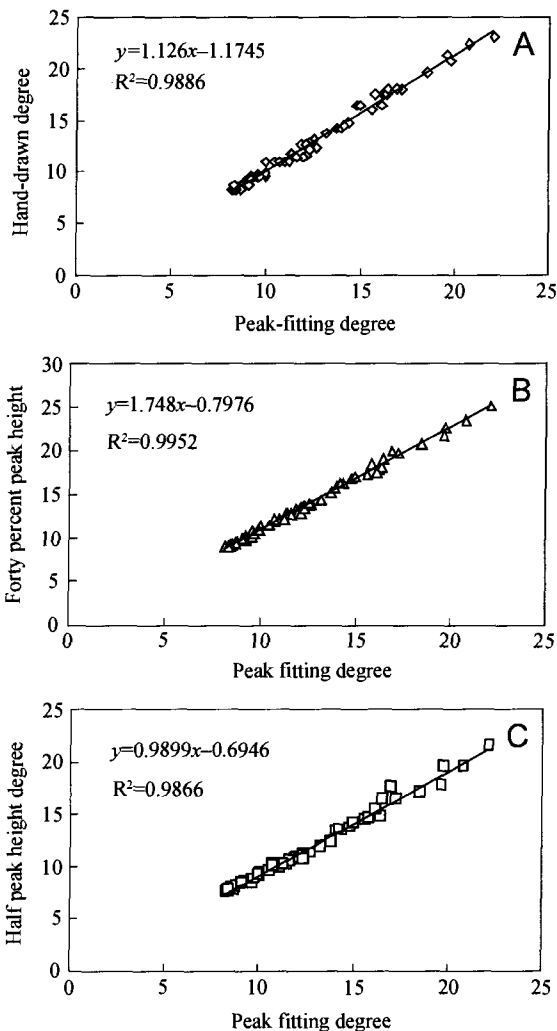 A
y=1.126x–1.1745
R²=0.9886
25
20
15
10
5
0
0 5 10 15 20 25
Hand-drawn degree
Peak-fitting degree
B
y=1.748x–0.7976
R²=0.9952
30
25
20
15
10
5
0
0 5 10 15 20 25
Forty percent peak height
Peak fitting degree
C
y=0.9899x–0.6946
R²=0.9866
25
20
15
10
5
0
0 5 10 15 20 25
Half peak height degree
Peak fitting degree